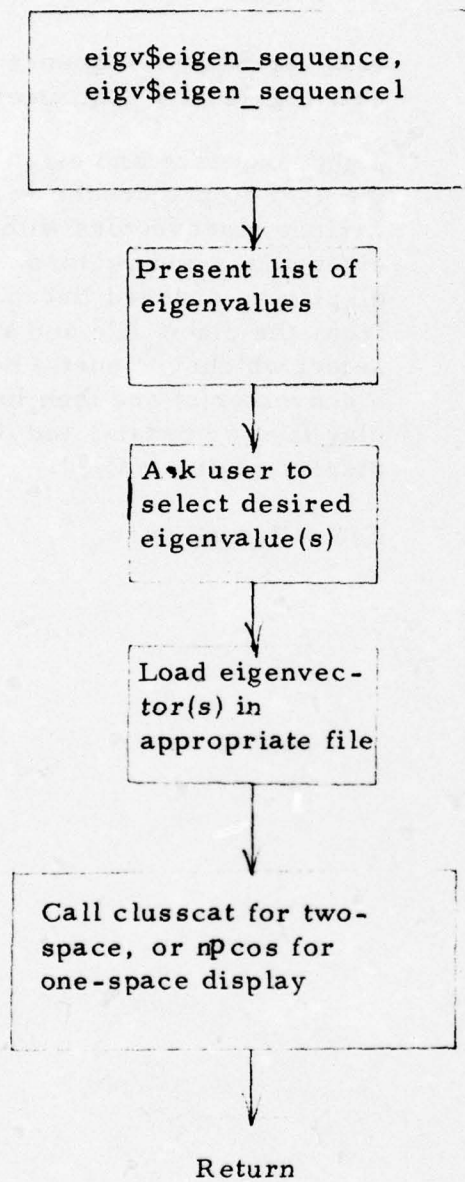 eigv$eigen_sequence,
eigv$eigen_sequence1
Present list of
eigenvalues
Ask user to
select desired
eigenvalue(s)
Load eigenvec-
tor(s) in
appropriate file
Call clusscat for two-
space, or npcos for
one-space display
Return